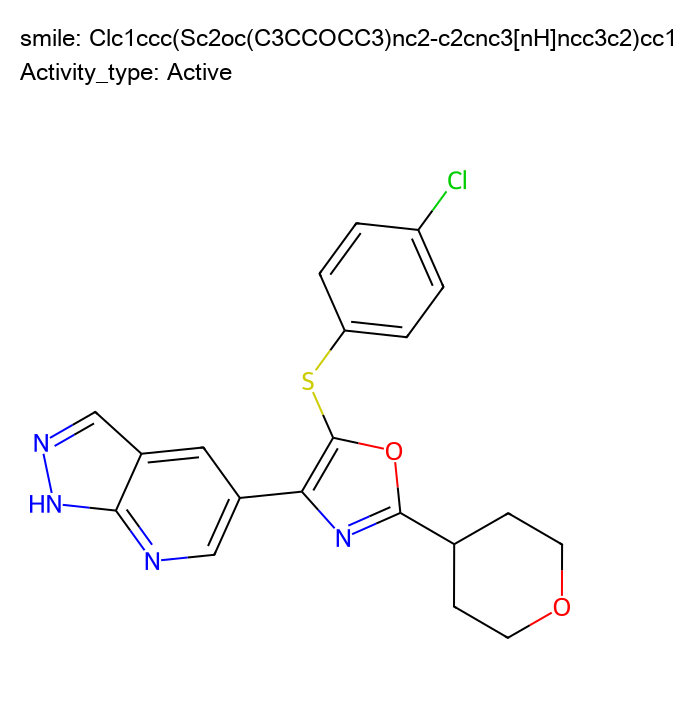 smile: Clc1ccc(Sc2oc(C3CCOCC3)nc2-c2cnc3[nH]ncc3c2)cc1
Activity_type: Active
Cl
S
O
N
HN
N
N
O